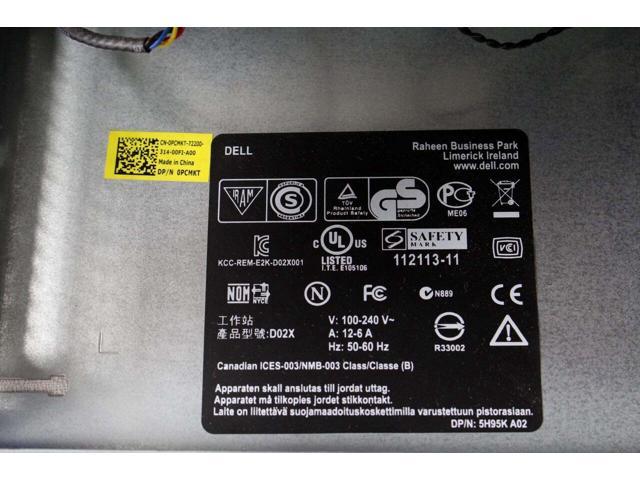 CN-0PCMKT-72200-
314-00P1-A00
Made in China
DP/N 0PCMKT
DELL
Raheen Business Park
Limerick Ireland
www.dell.com
IRAM
S
TÜV
Rheinland
Product Safety
GS
geprüfte
Sicherheit
ME06
KCC-REM-E2K-D02X001
C UL US
LISTED
I.T.E. E105106
S SAFETY
MARK
112113-11
VCI
NOM NYCE
N
FC
N889
CE
工作站
產品型號:D02X
V: 100-240 V~
A: 12-6 A
Hz: 50-60 Hz
R33002
Canadian ICES-003/NMB-003 Class/Classe (B)
Apparaten skall anslutas till jordat uttag.
Apparatet må tilkoples jordet stikkontakt.
Laite on liitettävä suojamaadoituskoskettimilla varustettuun pistorasiaan.
DP/N: 5H95K A02